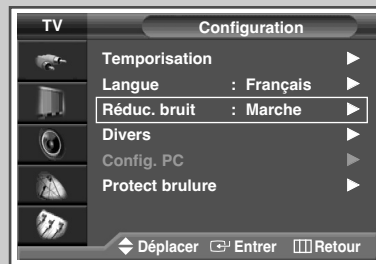 TV Configuration
Temporisation
Langue : Français
Réduc. bruit : Marche
Divers
Config. PC
Protect brulure
Déplacer Entrer Retour